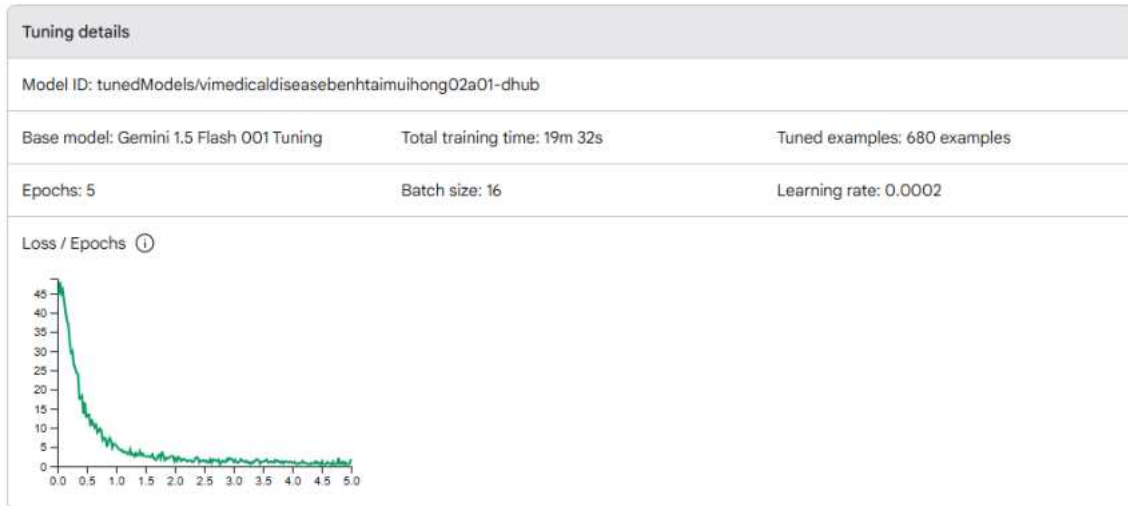 Tuning details
Model ID: tunedModels/vimedicaldiseasebenhtaimuihong02a01-dhub
Base model: Gemini 1.5 Flash 001 Tuning Total training time: 19m 32s Tuned examples: 680 examples
Epochs: 5 Batch size: 16 Learning rate: 0.0002
Loss / Epochs
45
40
35
30
25
20
15
10
5
0
0.0 0.5 1.0 1.5 2.0 2.5 3.0 3.5 4.0 4.5 5.0